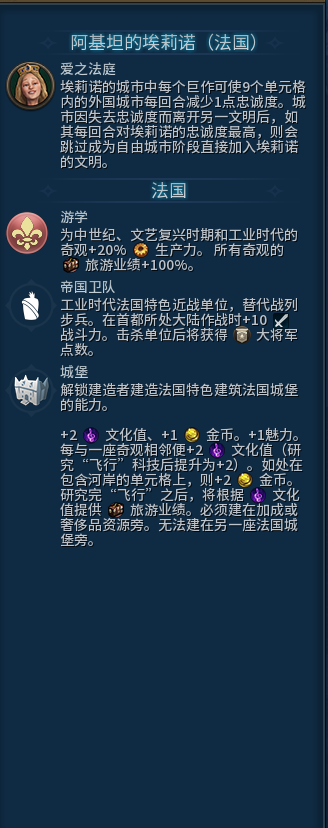 阿基坦的埃莉诺（法国）
爱之法庭
埃莉诺的城市中每个巨作可使9个单元格
内的外国城市每回合减少1点忠诚度。城
市因失去忠诚度而离开另一文明后，如
其每回合对埃莉诺的忠诚度最高，则会
跳过成为自由城市阶段直接加入埃莉诺
的文明。
法国
游学
为中世纪、文艺复兴时期和工业时代的
奇观+20% 生产力。 所有奇观的
旅游业绩+100%。
帝国卫队
工业时代法国特色近战单位，替代战列
步兵。在首都所处大陆作战时+10
战斗力。击杀单位后将获得 大将军
点数。
城堡
解锁建造者建造法国特色建筑法国城堡
的能力。
+2 文化值、+1 金币。+1魅力。
每与一座奇观相邻便+2 文化值（研
究“飞行”科技后提升为+2）。如处在
包含河岸的单元格上，则+2 金币。
研究完“飞行”之后，将根据 文化
值提供 旅游业绩。必须建在加成或
奢侈品资源旁。无法建在另一座法国城
堡旁。